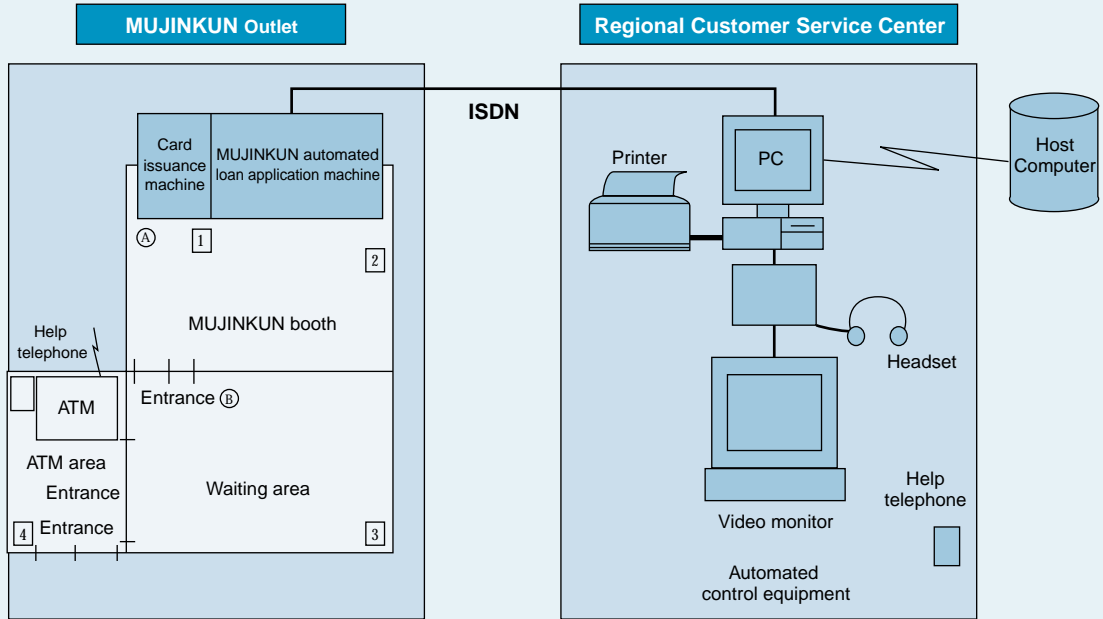 MUJINKUN Outlet
Regional Customer Service Center
ISDN
Card
issuance
machine
MUJINKUN automated
loan application machine
A
1
2
MUJINKUN booth
Help
telephone
ATM
Entrance B
ATM area
Entrance
Waiting area
4 Entrance
3
Printer
PC
Host
Computer
Headset
Video monitor
Help
telephone
Automated
control equipment